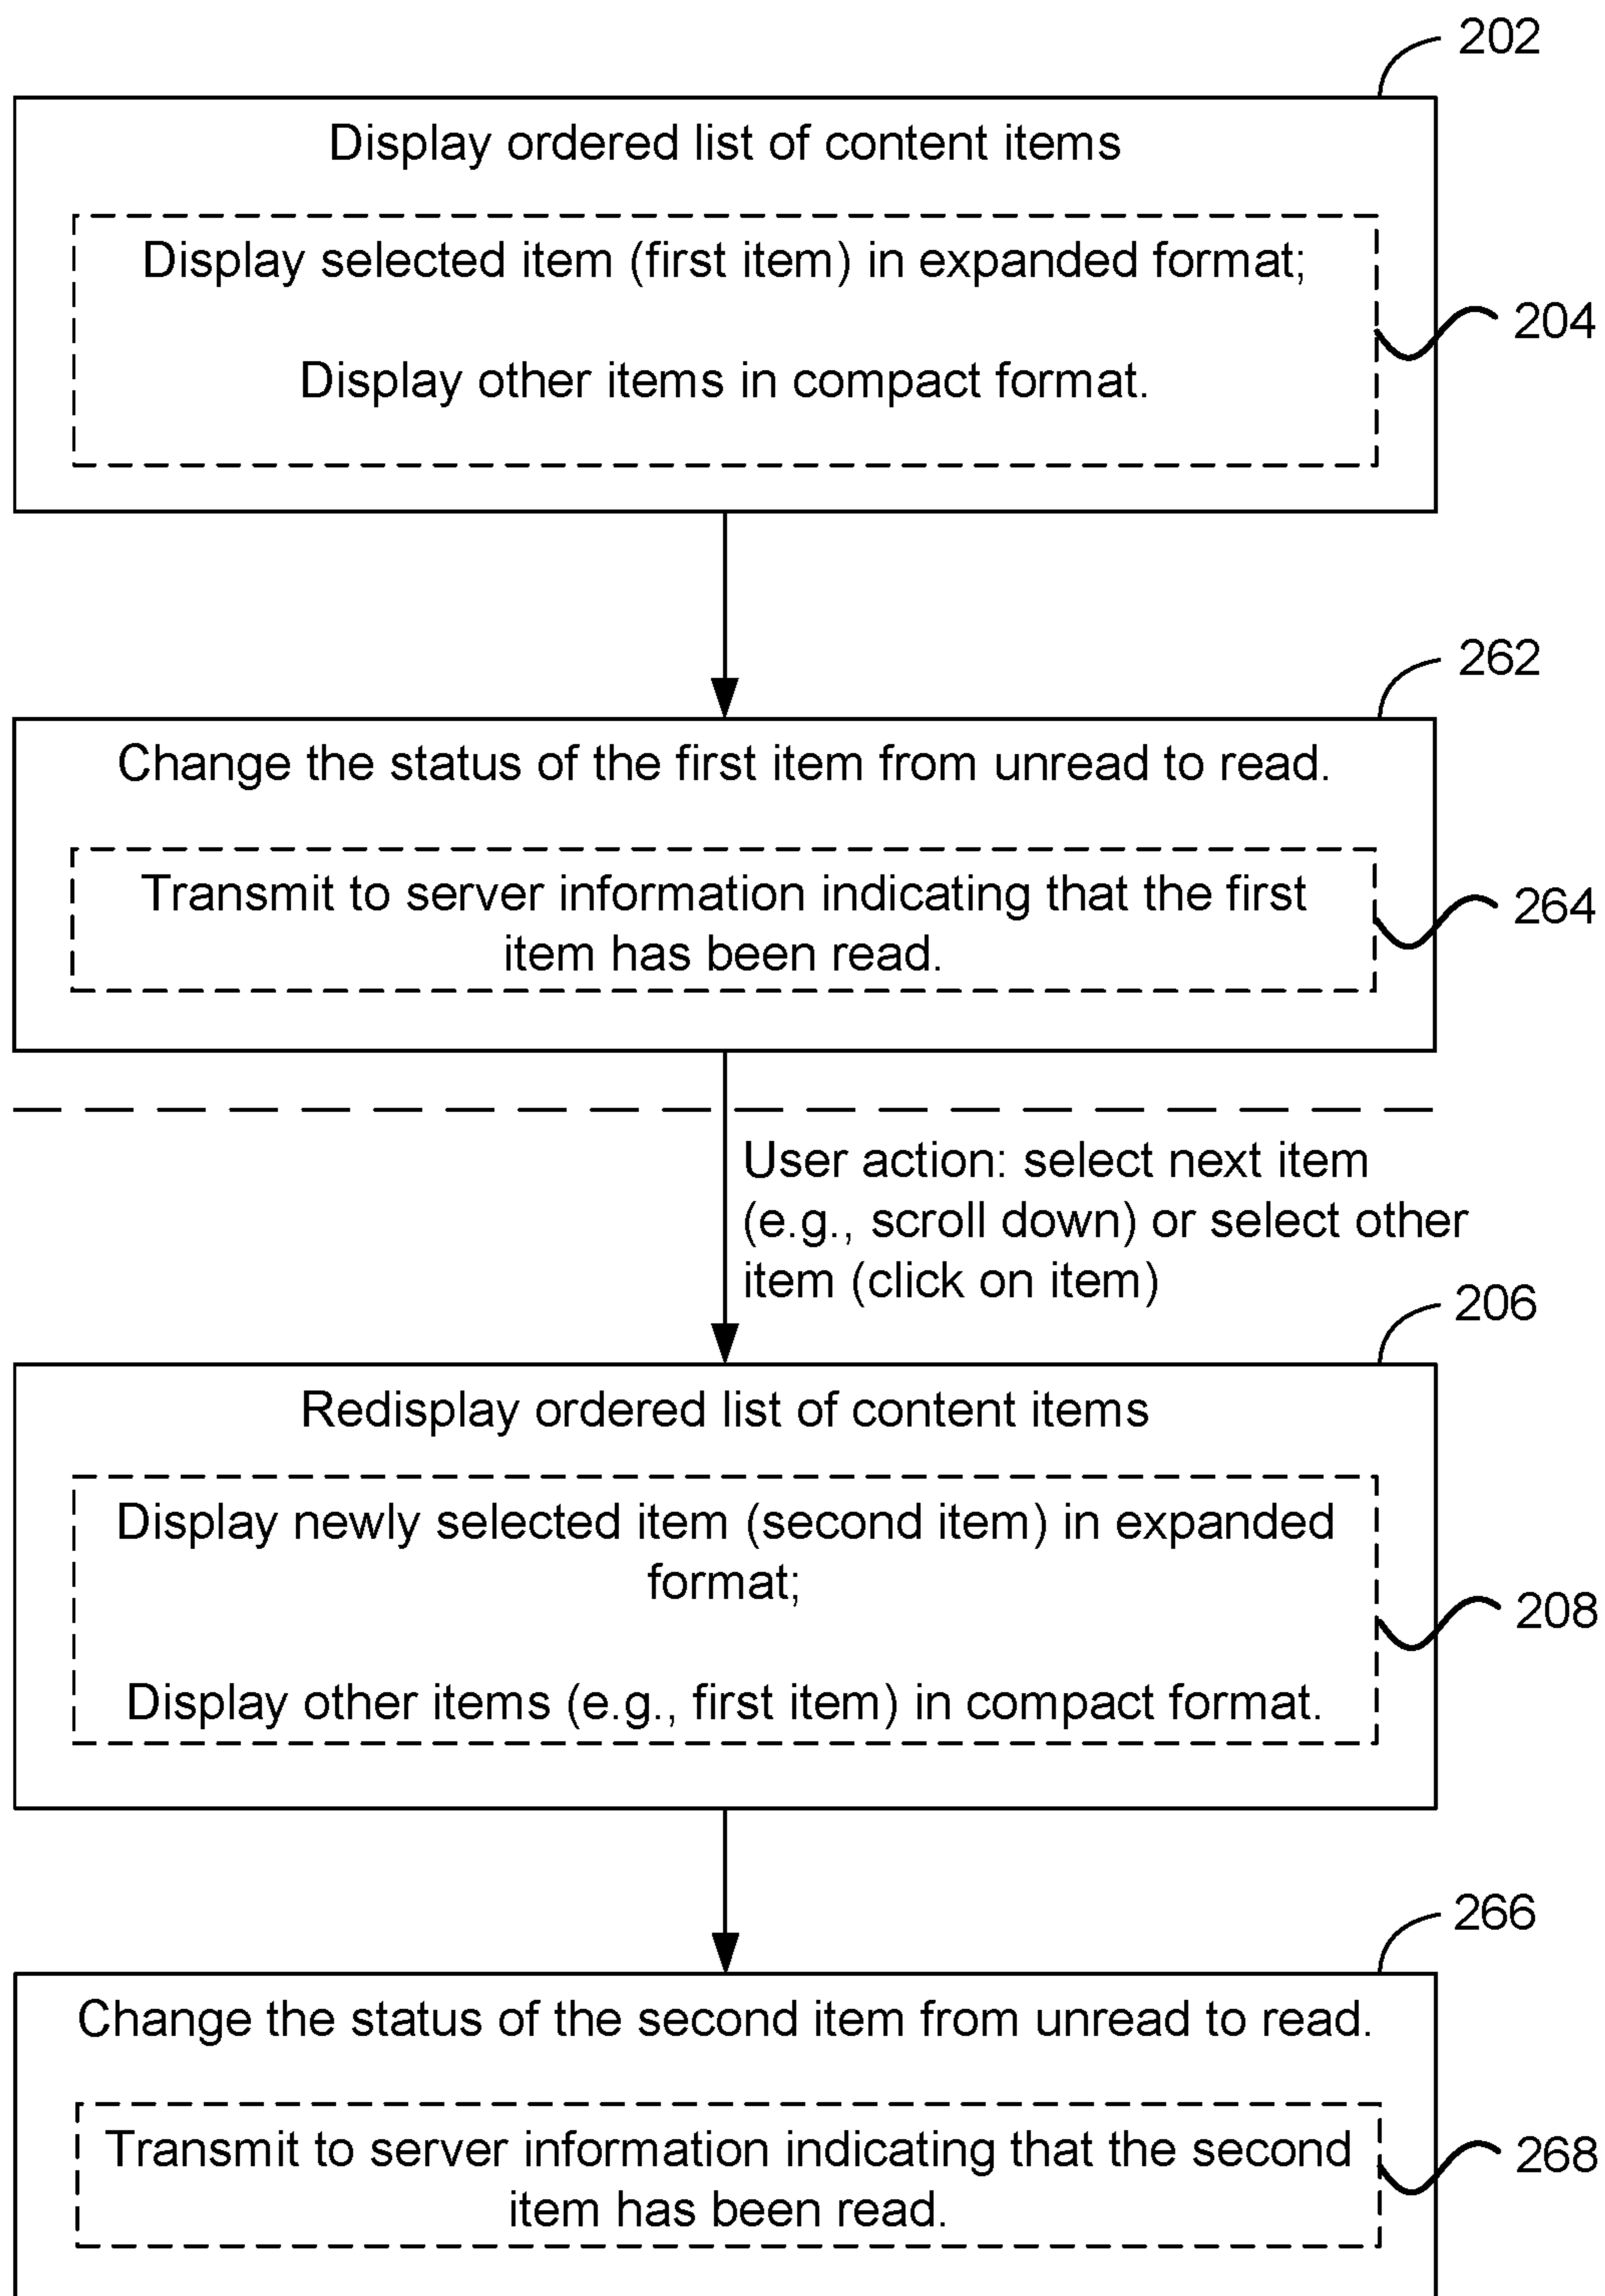 202
Display ordered list of content items
Display selected item (first item) in expanded format;
204
Display other items in compact format.
262
Change the status of the first item from unread to read.
Transmit to server information indicating that the first
264
item has been read.
User action: select next item
(e.g., scroll down) or select other
item (click on item)
206
Redisplay ordered list of content items
Display newly selected item (second item) in expanded
format;
208
Display other items (e.g., first item) in compact format.
266
Change the status of the second item from unread to read.
Transmit to server information indicating that the second
268
item has been read.